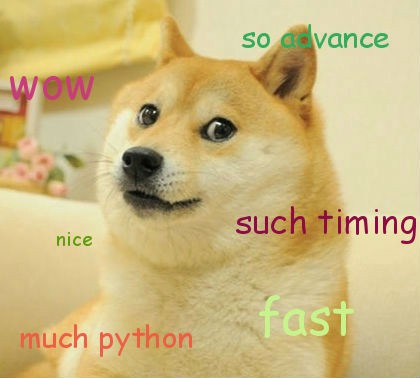 so advance
wow
such timing
nice
fast
much python